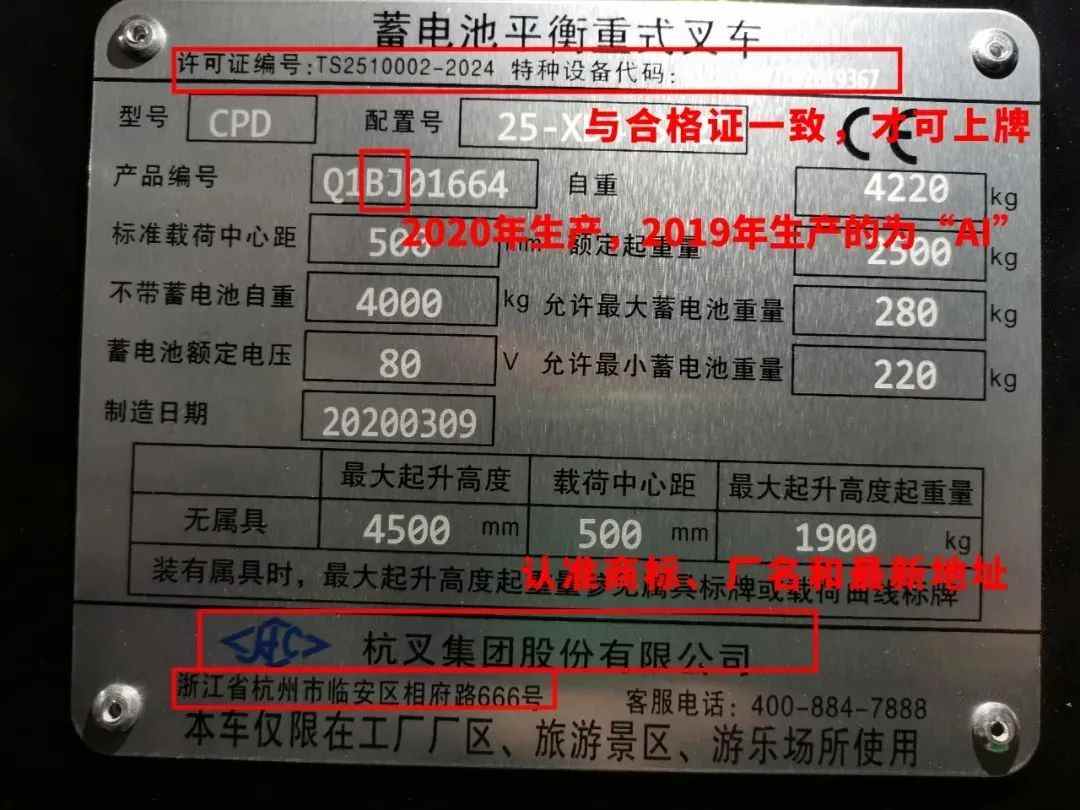 蓄电池平衡重式叉车
许可证编号:TS2510002-2024 特种设备代码:
型号 CPD 配置号 25-X
与合格证一致,才可上牌
CE
产品编号 Q1BJ01664 自重 4220 kg
2020年生产,2019年生产的为“AI”
标准载荷中心距 500 mm 额定起重量 2500 kg
不带蓄电池自重 4000 kg 允许最大蓄电池重量 280 kg
蓄电池额定电压 80 V 允许最小蓄电池重量 220 kg
制造日期 20200309
最大起升高度 载荷中心距 最大起升高度起重量
无属具 4500 mm 500 mm 1900 kg
认准商标、厂名和最新地址
装有属具时,最大起升高度起重量参见属具标牌或载荷曲线标牌
杭叉集团股份有限公司
浙江省杭州市临安区相府路666号 客服电话:400-884-7888
本车仅限在工厂厂区、旅游景区、游乐场所使用